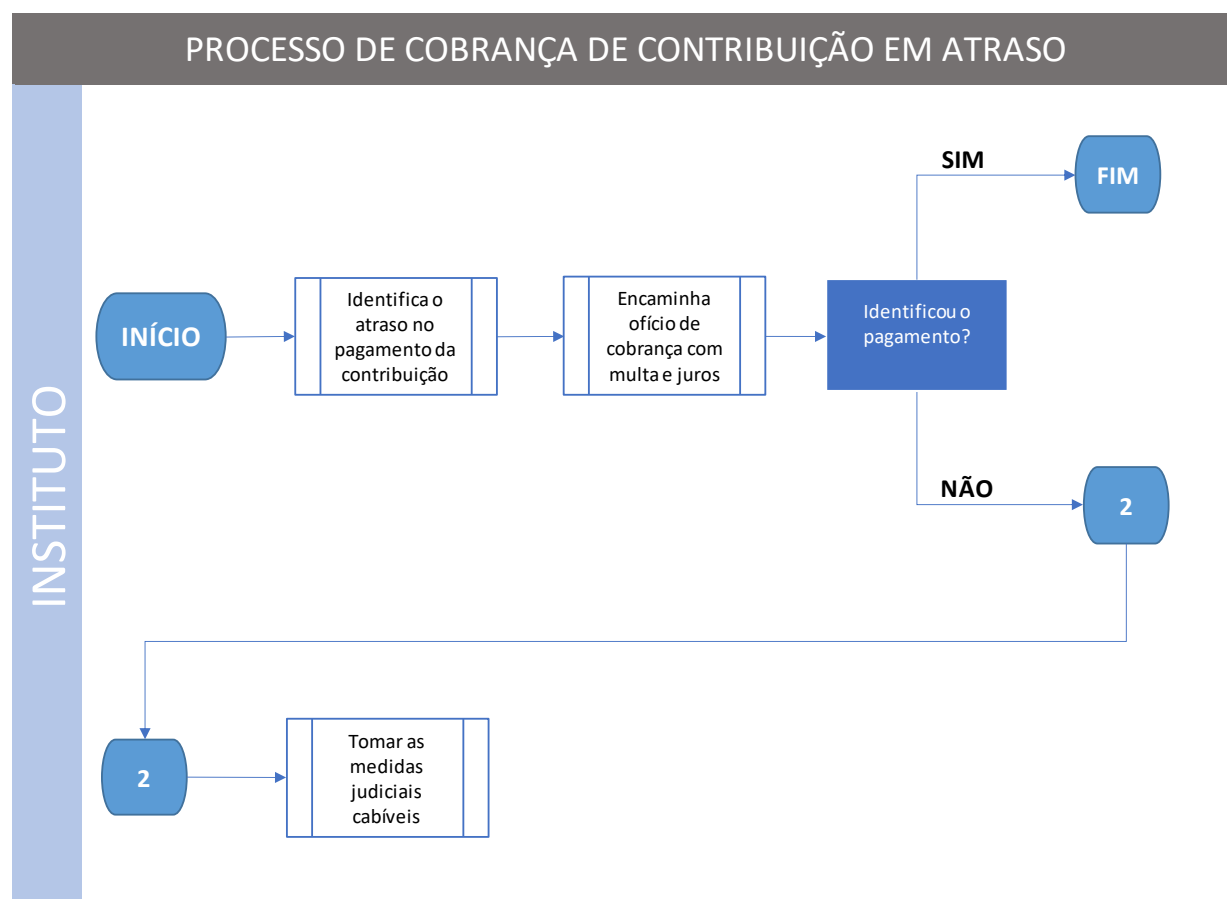 PROCESSO DE COBRANÇA DE CONTRIBUIÇÃO EM ATRASO
INSTITUTO
INÍCIO
Identifica o
atraso no
pagamento da
contribuição
Encaminha
ofício de
cobrança com
multa e juros
Identificou o
pagamento?
SIM
FIM
NÃO
2
2
Tomar as
medidas
judiciais
cabíveis